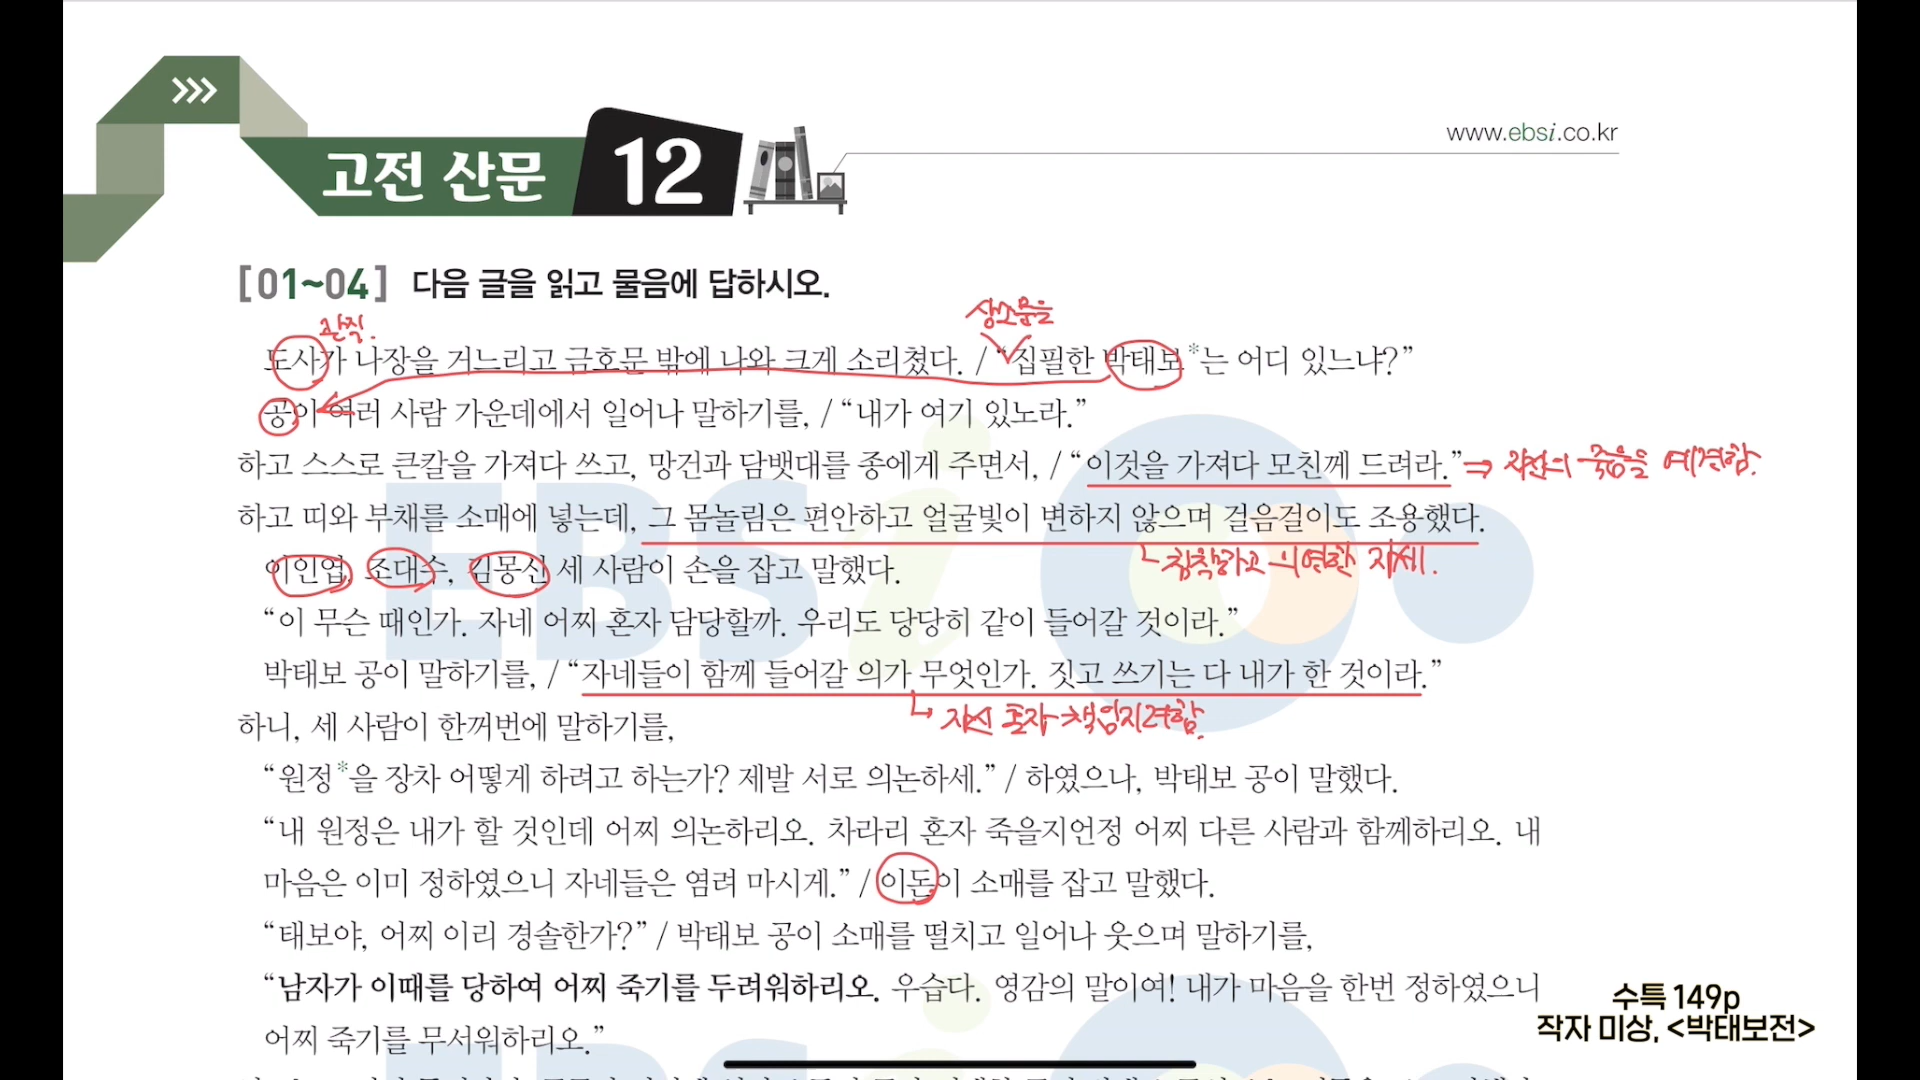 www.ebsi.co.kr
고전 산문 12
[01~04] 다음 글을 읽고 물음에 답하시오.
관직.
상소문을
도사가 나장을 거느리고 금호문 밖에 나와 크게 소리쳤다. / “집필한 박태보*는 어디 있느냐?”
공이 여러 사람 가운데에서 일어나 말하기를, / “내가 여기 있노라.”
하고 스스로 큰칼을 가져다 쓰고, 망건과 담뱃대를 종에게 주면서, / “이것을 가져다 모친께 드려라.” ⇒ 자신의 죽음을 예견함.
하고 띠와 부채를 소매에 넣는데, 그 몸놀림은 편안하고 얼굴빛이 변하지 않으며 걸음걸이도 조용했다.
침착하고 의연한 자세.
이인엽, 조대수, 김몽신 세 사람이 손을 잡고 말했다.
“이 무슨 때인가. 자네 어찌 혼자 담당할까. 우리도 당당히 같이 들어갈 것이라.”
박태보 공이 말하기를, / “자네들이 함께 들어갈 의가 무엇인가. 짓고 쓰기는 다 내가 한 것이라.”
자신 혼자 책임지려함.
하니, 세 사람이 한꺼번에 말하기를,
“원정*을 장차 어떻게 하려고 하는가? 제발 서로 의논하세.” / 하였으나, 박태보 공이 말했다.
“내 원정은 내가 할 것인데 어찌 의논하리오. 차라리 혼자 죽을지언정 어찌 다른 사람과 함께하리오. 내
마음은 이미 정하였으니 자네들은 염려 마시게.” / 이돈이 소매를 잡고 말했다.
“태보야, 어찌 이리 경솔한가?” / 박태보 공이 소매를 떨치고 일어나 웃으며 말하기를,
“남자가 이때를 당하여 어찌 죽기를 두려워하리오. 우습다. 영감의 말이여! 내가 마음을 한번 정하였으니
어찌 죽기를 무서워하리오.”
수특 149p
작자 미상, <박태보전>
EBSi